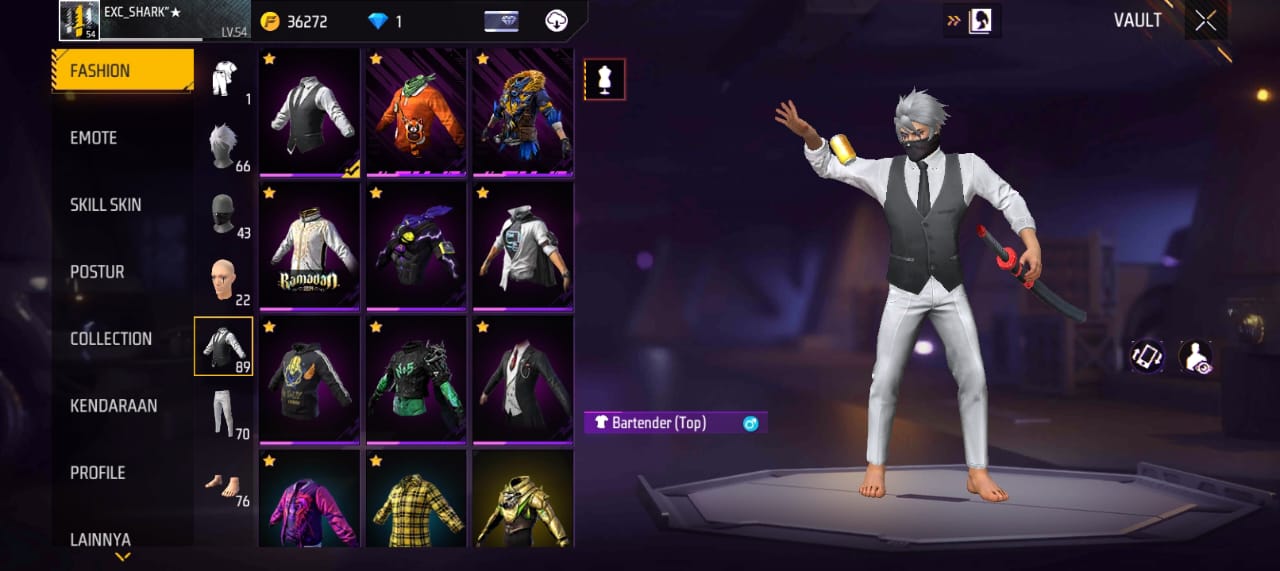 EXC_SHARK"★
54
LV.54
36272
1
VAULT
FASHION
EMOTE
SKILL SKIN
POSTUR
COLLECTION
KENDARAAN
PROFILE
LAINNYA
1
66
43
22
89
70
76
Ramadan
Bartender (Top)